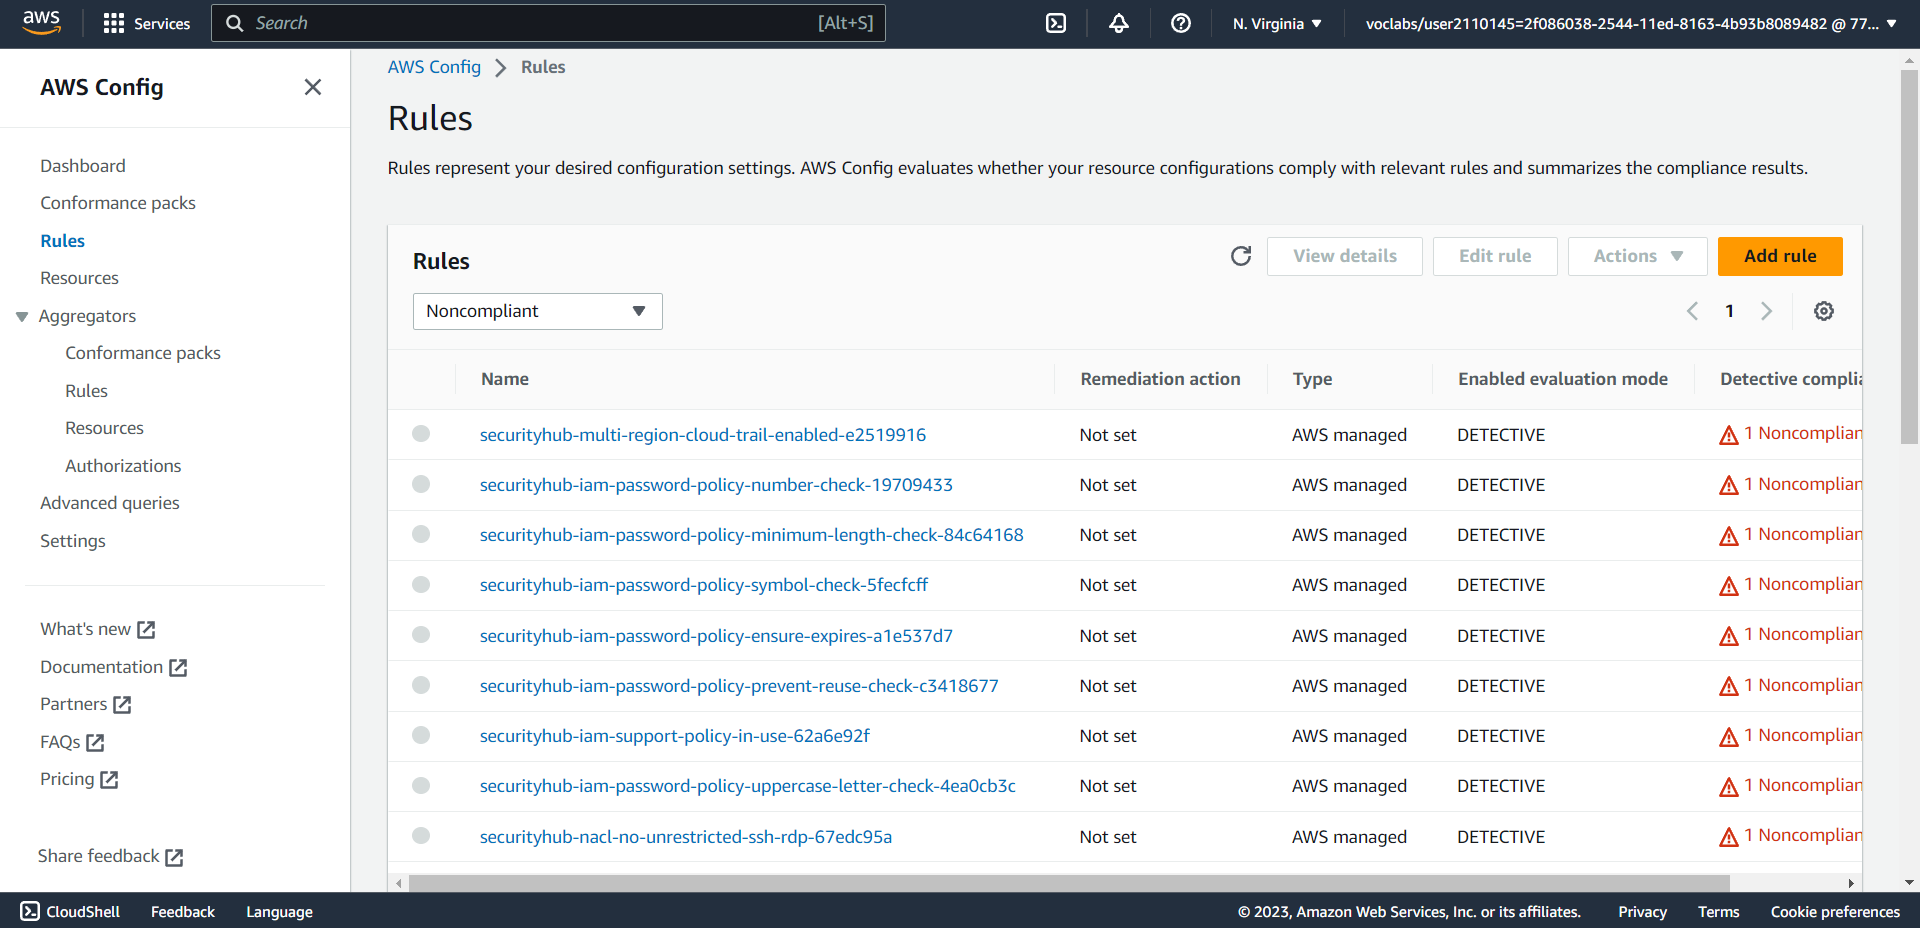 aws
Services
Search
[Alt+S]
N. Virginia
voclabs/user2110145=2f086038-2544-11ed-8163-4b93b8089482 @ 77...
AWS Config
Dashboard
Conformance packs
Rules
Resources
Aggregators
Conformance packs
Rules
Resources
Authorizations
Advanced queries
Settings
What's new
Documentation
Partners
FAQs
Pricing
Share feedback
AWS Config > Rules
Rules
Rules represent your desired configuration settings. AWS Config evaluates whether your resource configurations comply with relevant rules and summarizes the compliance results.
Rules
View details
Edit rule
Actions
Add rule
Noncompliant
1
Name Remediation action Type Enabled evaluation mode Detective complia
securityhub-multi-region-cloud-trail-enabled-e2519916 Not set AWS managed DETECTIVE 1 Noncomplian
securityhub-iam-password-policy-number-check-19709433 Not set AWS managed DETECTIVE 1 Noncomplian
securityhub-iam-password-policy-minimum-length-check-84c64168 Not set AWS managed DETECTIVE 1 Noncomplian
securityhub-iam-password-policy-symbol-check-5fecfcff Not set AWS managed DETECTIVE 1 Noncomplian
securityhub-iam-password-policy-ensure-expires-a1e537d7 Not set AWS managed DETECTIVE 1 Noncomplian
securityhub-iam-password-policy-prevent-reuse-check-c3418677 Not set AWS managed DETECTIVE 1 Noncomplian
securityhub-iam-support-policy-in-use-62a6e92f Not set AWS managed DETECTIVE 1 Noncomplian
securityhub-iam-password-policy-uppercase-letter-check-4ea0cb3c Not set AWS managed DETECTIVE 1 Noncomplian
securityhub-nacl-no-unrestricted-ssh-rdp-67edc95a Not set AWS managed DETECTIVE 1 Noncomplian
CloudShell Feedback Language © 2023, Amazon Web Services, Inc. or its affiliates. Privacy Terms Cookie preferences